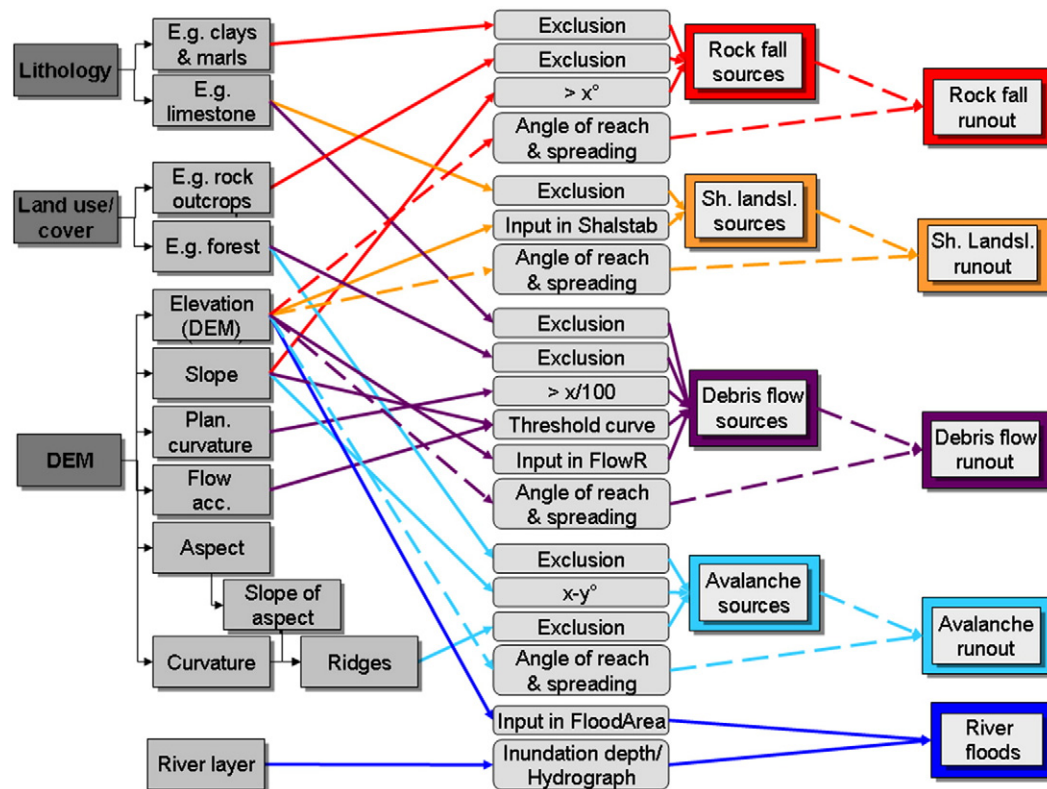 Lithology
E.g. clays
& marls
E.g.
limestone
Land use/
cover
E.g. rock
outcrops
E.g. forest
DEM
Elevation
(DEM)
Slope
Plan.
curvature
Flow
acc.
Aspect
Slope of
aspect
Curvature
Ridges
River layer
Exclusion
Exclusion
> x°
Angle of reach
& spreading
Exclusion
Input in Shalstab
Angle of reach
& spreading
Exclusion
Exclusion
> x/100
Threshold curve
Input in FlowR
Angle of reach
& spreading
Exclusion
x-y°
Exclusion
Angle of reach
& spreading
Input in FloodArea
Inundation depth/
Hydrograph
Rock fall
sources
Sh. landsl.
sources
Debris flow
sources
Avalanche
sources
Rock fall
runout
Sh. Landsl.
runout
Debris flow
runout
Avalanche
runout
River
floods